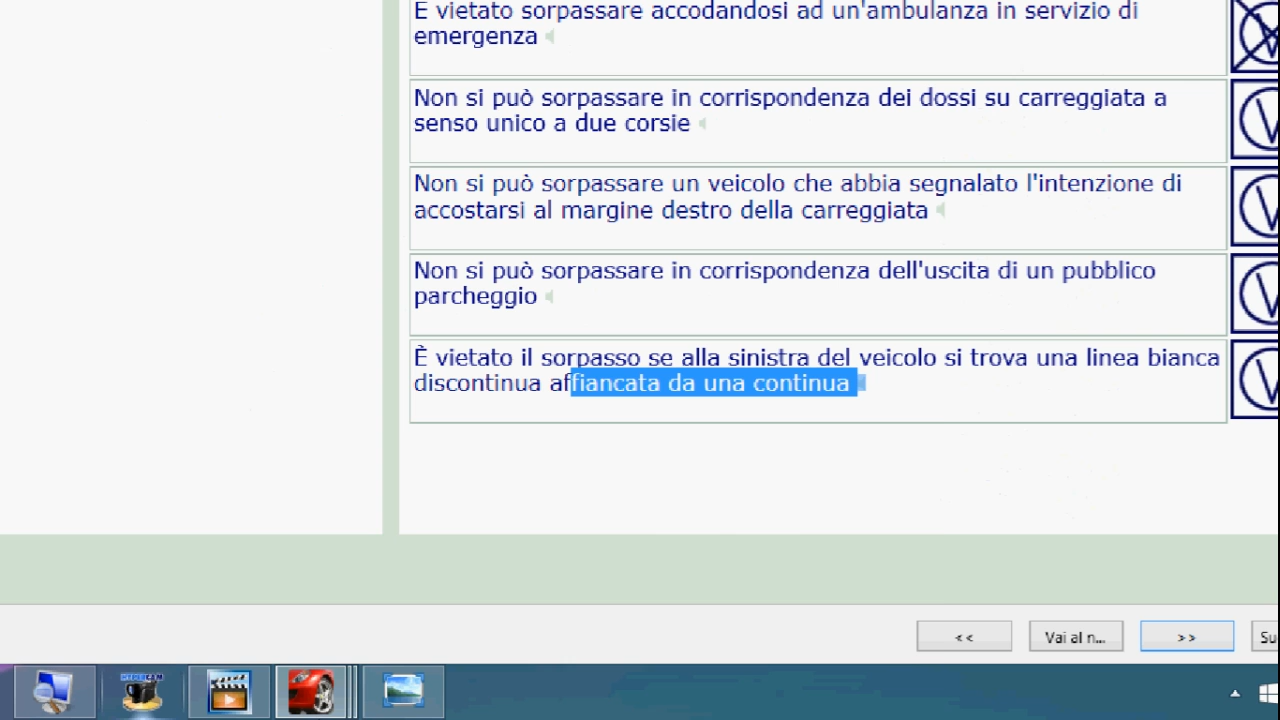 È vietato sorpassare accodandosi ad un'ambulanza in servizio di
emergenza
Non si può sorpassare in corrispondenza dei dossi su carreggiata a
senso unico a due corsie
Non si può sorpassare un veicolo che abbia segnalato l'intenzione di
accostarsi al margine destro della carreggiata
Non si può sorpassare in corrispondenza dell'uscita di un pubblico
parcheggio
È vietato il sorpasso se alla sinistra del veicolo si trova una linea bianca
discontinua affiancata da una continua
V
V
V
V
V
<<
Vai al n...
>>
Su
HYPERCAM